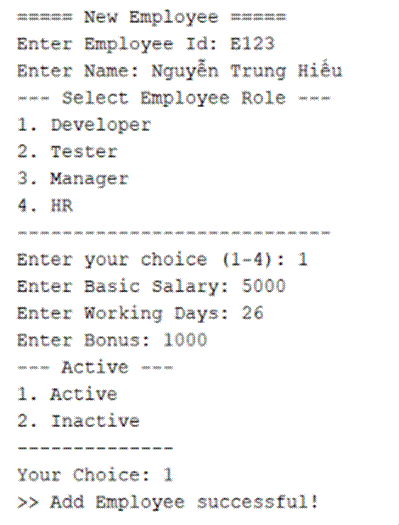 ===== New Employee =====
Enter Employee Id: E123
Enter Name: Nguyễn Trung Hiếu
--- Select Employee Role ---
1. Developer
2. Tester
3. Manager
4. HR
----------------------------
Enter your choice (1-4): 1
Enter Basic Salary: 5000
Enter Working Days: 26
Enter Bonus: 1000
--- Active ---
1. Active
2. Inactive
--------------
Your Choice: 1
>> Add Employee successful!